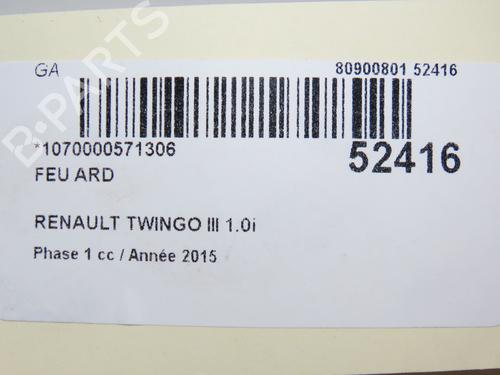 GA
80900801 52416
*1070000571306
52416
FEU ARD
RENAULT TWINGO III 1.0i
Phase 1 cc / Année 2015
B-PARTS